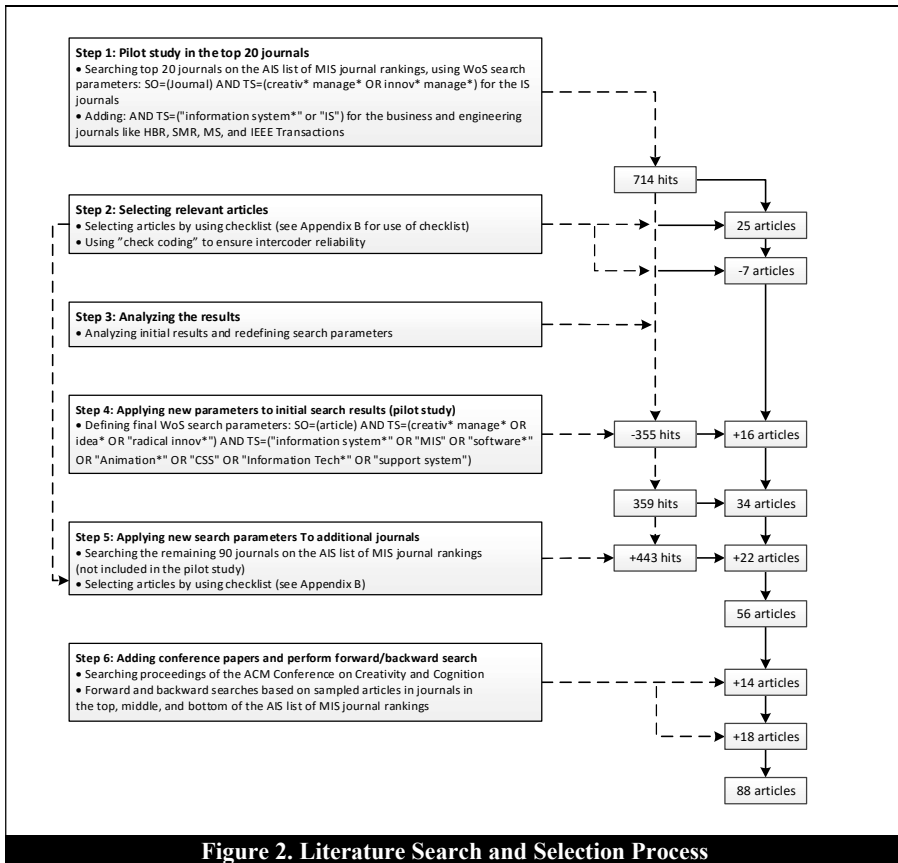 Step 1: Pilot study in the top 20 journals
• Searching top 20 journals on the AIS list of MIS journal rankings, using WoS search
parameters: SO=(Journal) AND TS=(creativ* manage* OR innov* manage*) for the IS
journals
• Adding: AND TS=("information system*" or "IS") for the business and engineering
journals like HBR, SMR, MS, and IEEE Transactions
714 hits
Step 2: Selecting relevant articles
• Selecting articles by using checklist (see Appendix B for use of checklist)
• Using "check coding" to ensure intercoder reliability
25 articles
-7 articles
Step 3: Analyzing the results
• Analyzing initial results and redefining search parameters
Step 4: Applying new parameters to initial search results (pilot study)
• Defining final WoS search parameters: SO=(article) AND TS=(creativ* manage* OR
idea* OR "radical innov*") AND TS=("information system*" OR "MIS" OR "software*"
OR "Animation*" OR "CSS" OR "Information Tech*" OR "support system")
-355 hits
+16 articles
359 hits
34 articles
Step 5: Applying new search parameters To additional journals
• Searching the remaining 90 journals on the AIS list of MIS journal rankings
(not included in the pilot study)
• Selecting articles by using checklist (see Appendix B)
+443 hits
+22 articles
56 articles
Step 6: Adding conference papers and perform forward/backward search
• Searching proceedings of the ACM Conference on Creativity and Cognition
• Forward and backward searches based on sampled articles in journals in
the top, middle, and bottom of the AIS list of MIS journal rankings
+14 articles
+18 articles
88 articles
Figure 2. Literature Search and Selection Process